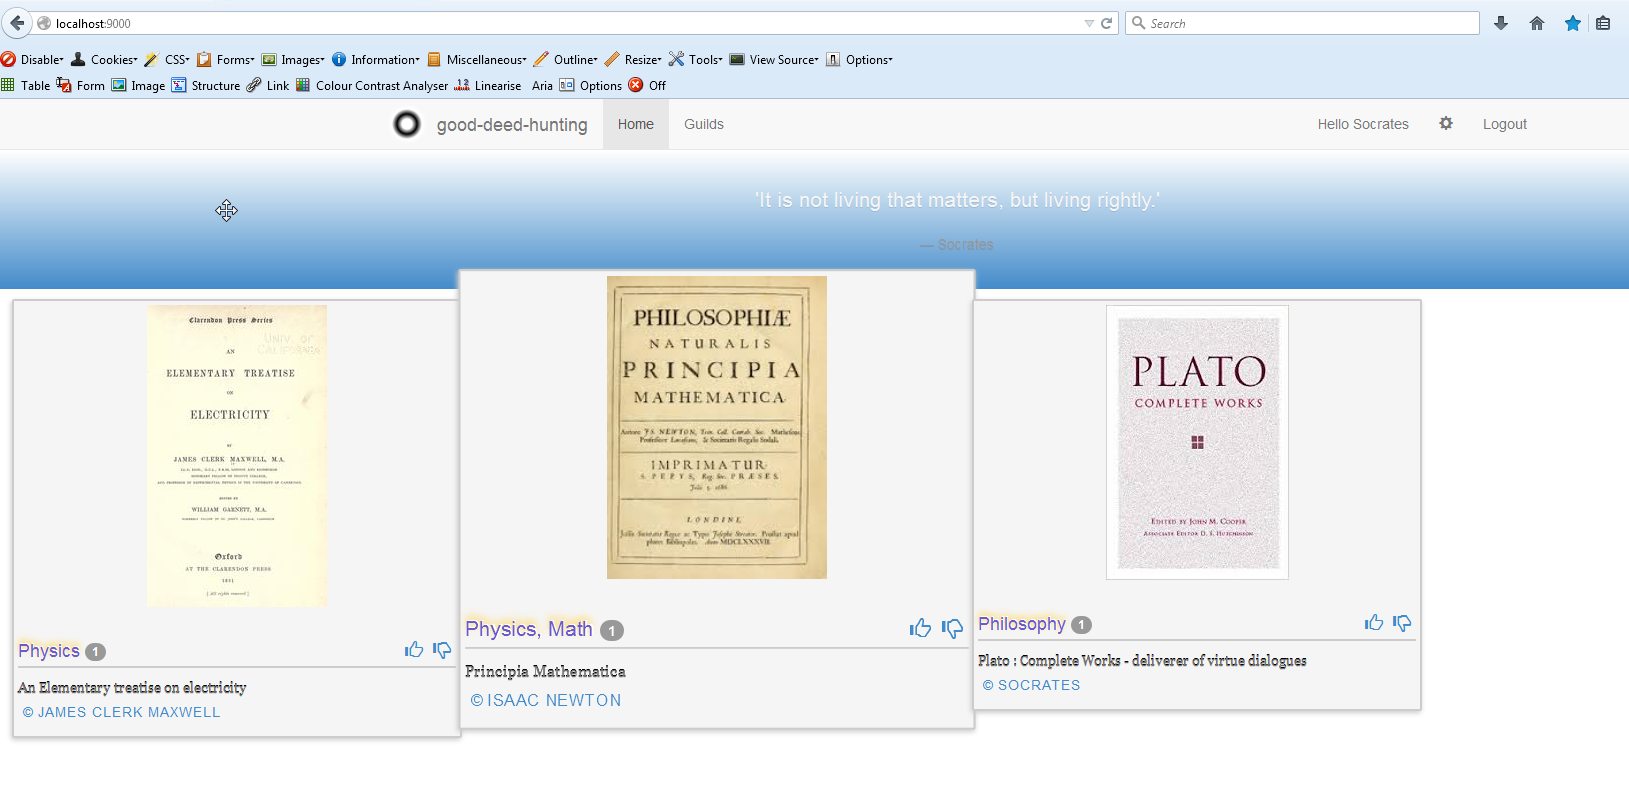 localhost:9000
Search
Disable Cookies CSS Forms Images Information Miscellaneous Outline Resize Tools View Source Options
Table Form Image Structure Link Colour Contrast Analyser Linearise Aria Options Off
good-deed-hunting Home Guilds Hello Socrates Logout
'It is not living that matters, but living rightly.'
— Socrates
Clarendon Press Series
UNIV. OF
CALIFORNIA
AN
ELEMENTARY TREATISE
ON
ELECTRICITY
BY
JAMES CLERK MAXWELL, M.A.
EDITED BY
WILLIAM GARNETT, M.A.
Oxford
AT THE CLARENDON PRESS
1881
[ All rights reserved ]
Physics 1
An Elementary treatise on electricity
© JAMES CLERK MAXWELL
PHILOSOPHIÆ
NATURALIS
PRINCIPIA
MATHEMATICA
Autore JS. NEWTON, Trin. Coll. Cantab. Soc. Matheseos
Professore Lucasiano, & Societatis Regalis Sodali.
IMPRIMATUR.
S. PEPYS, Reg. Soc. PRÆSES.
Julii 5. 1686.
LONDINI,
Jussu Societatis Regiæ ac Typis Josephi Streater. Prostat apud
plures Bibliopolas. Anno MDCLXXXVII.
Physics, Math 1
Principia Mathematica
© ISAAC NEWTON
PLATO
COMPLETE WORKS
EDITED BY JOHN M. COOPER
ASSOCIATE EDITOR D. S. HUTCHINSON
Philosophy 1
Plato : Complete Works - deliverer of virtue dialogues
© SOCRATES